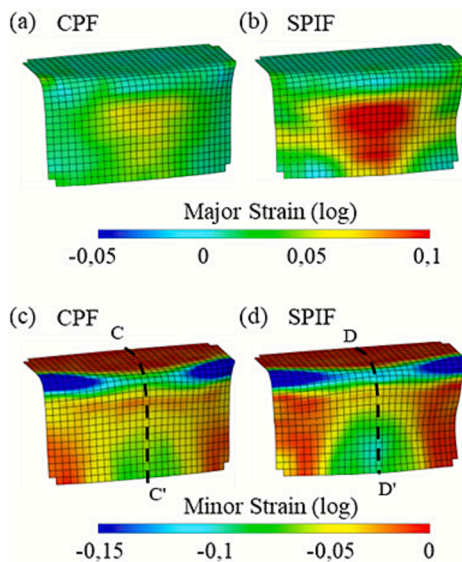 (a) CPF (b) SPIF
Major Strain (log)
-0,05 0 0,05 0,1
(c) CPF (d) SPIF
C D
C' D'
Minor Strain (log)
-0,15 -0,1 -0,05 0